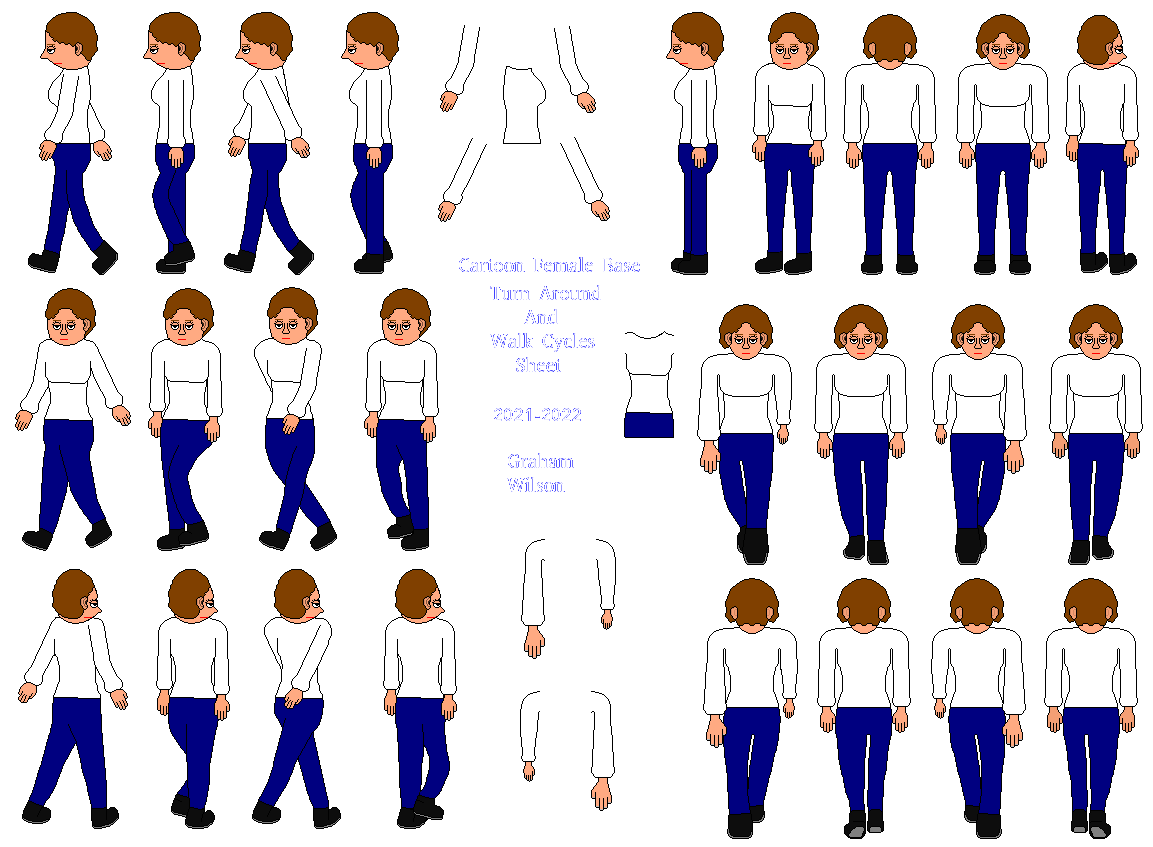 Cartoon Female Base
Turn Around
And
Walk Cycles
Sheet
2021-2022
Graham
Wilson